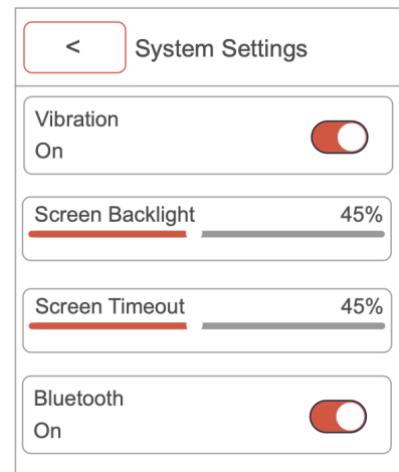 < System Settings
Vibration
On
Screen Backlight 45%
Screen Timeout 45%
Bluetooth
On